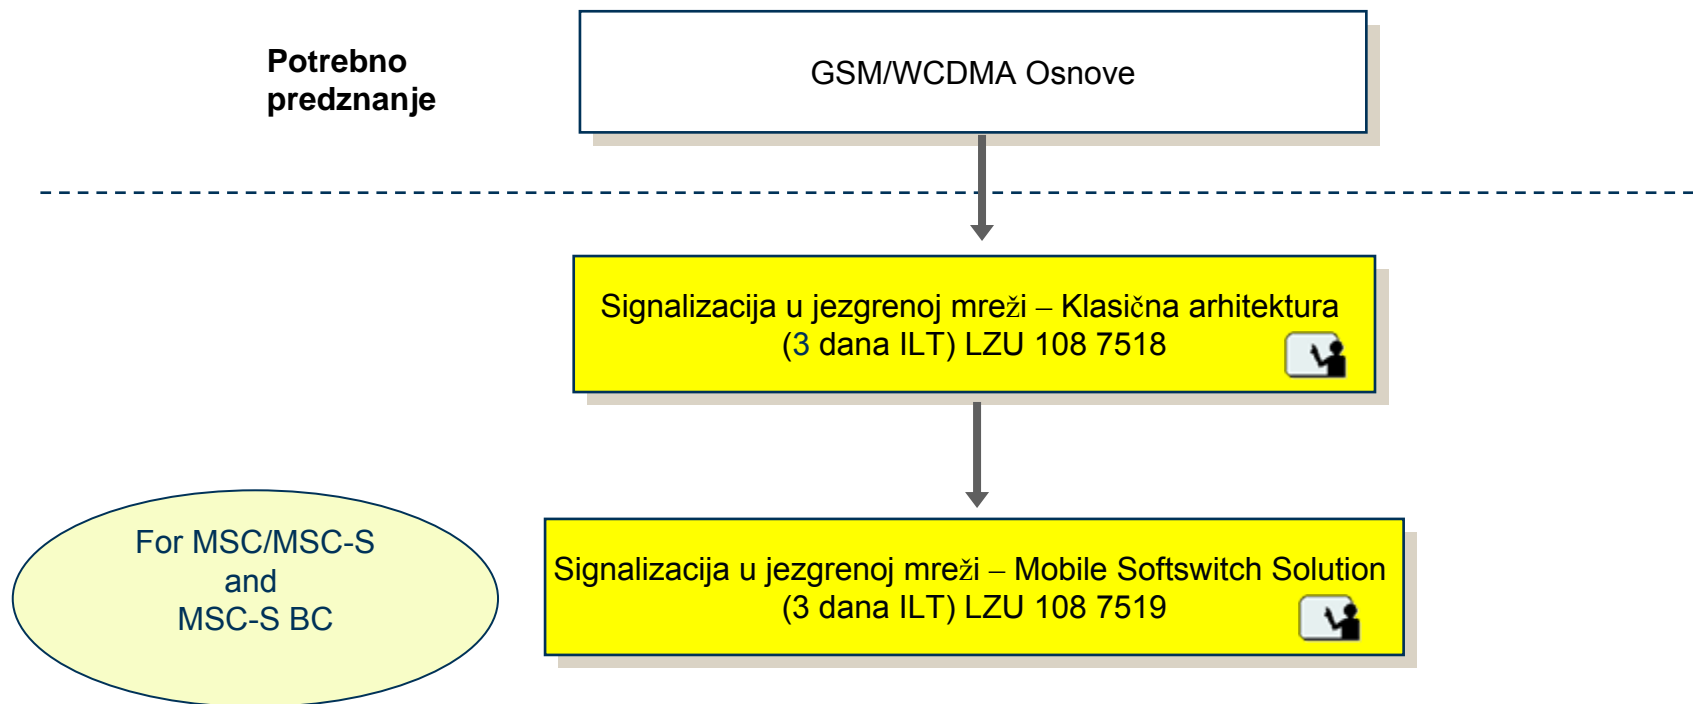 Potrebno
predznanje
GSM/WCDMA Osnove
Signalizacija u jezgrenoj mreži – Klasična arhitektura
(3 dana ILT) LZU 108 7518
For MSC/MSC-S
and
MSC-S BC
Signalizacija u jezgrenoj mreži – Mobile Softswitch Solution
(3 dana ILT) LZU 108 7519